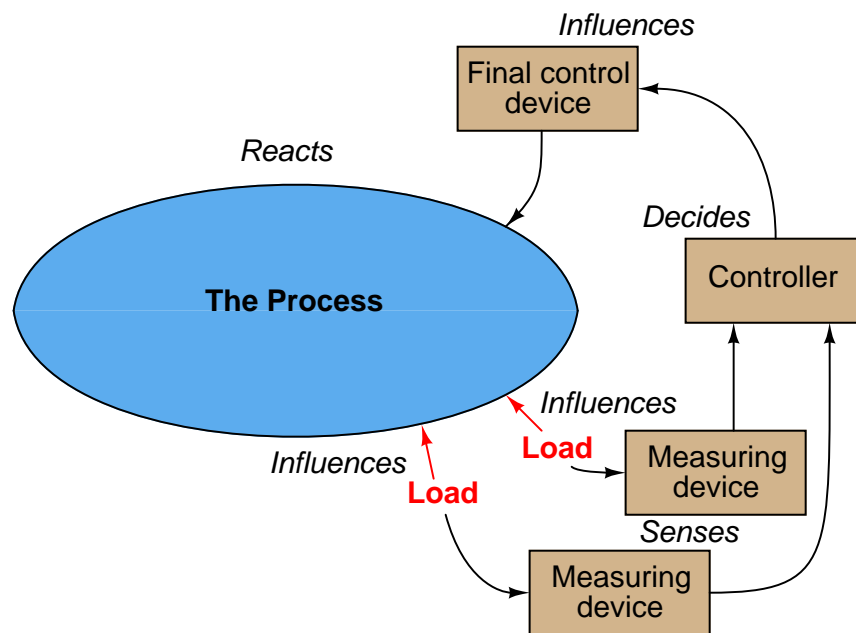 Influences
Final control
device
Reacts
Decides
Controller
The Process
Influences
Load
Influences
Load
Measuring
device
Senses
Measuring
device